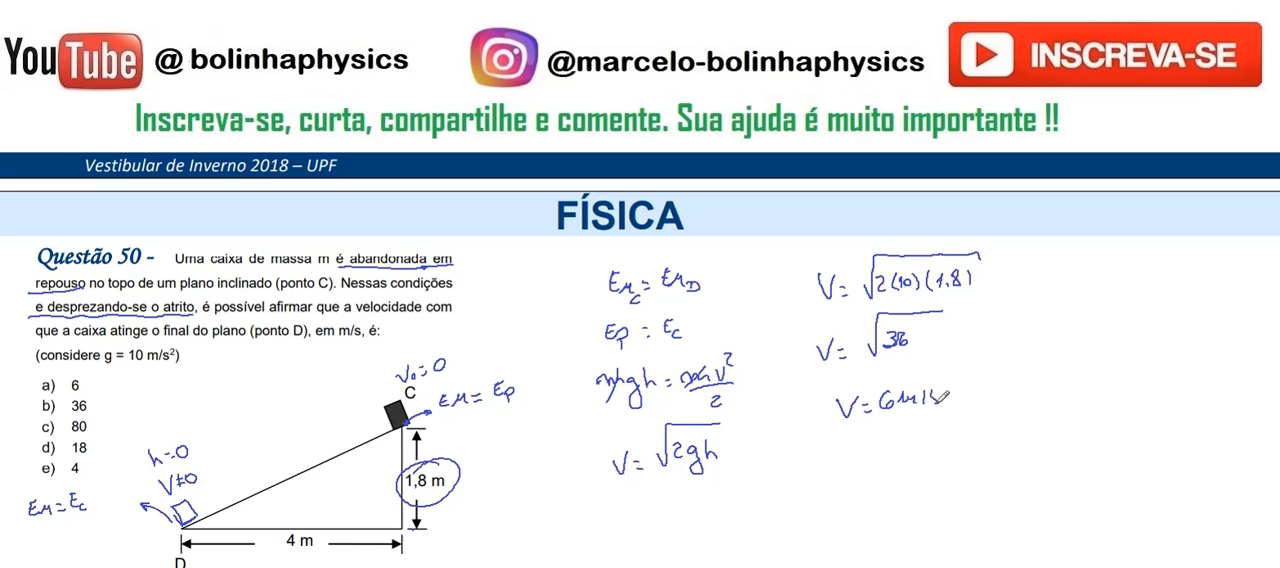 YouTube @ bolinhaphysics
@marcelo-bolinhaphysics
INSCREVA-SE
Inscreva-se, curta, compartilhe e comente. Sua ajuda é muito importante !!
Vestibular de Inverno 2018 – UPF
FÍSICA
Questão 50 - Uma caixa de massa m é abandonada em
repouso no topo de um plano inclinado (ponto C). Nessas condições
e desprezando-se o atrito, é possível afirmar que a velocidade com
que a caixa atinge o final do plano (ponto D), em m/s, é:
(considere g = 10 m/s²)
a) 6
b) 36
c) 80
d) 18
e) 4
V₀=0
C
EM = EP
h=0
V≠0
EM = EC
1,8 m
4 m
D
EM_C = EM_D
EP = EC
mgh = mv²/2
V = √2gh
V = √2(10)(1,8)
V = √36
V = 6m/s